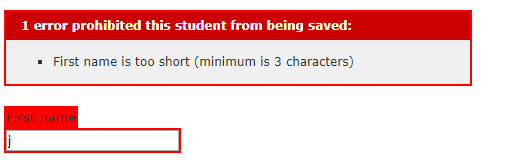 1 error prohibited this student from being saved:
First name is too short (minimum is 3 characters)
First name
j